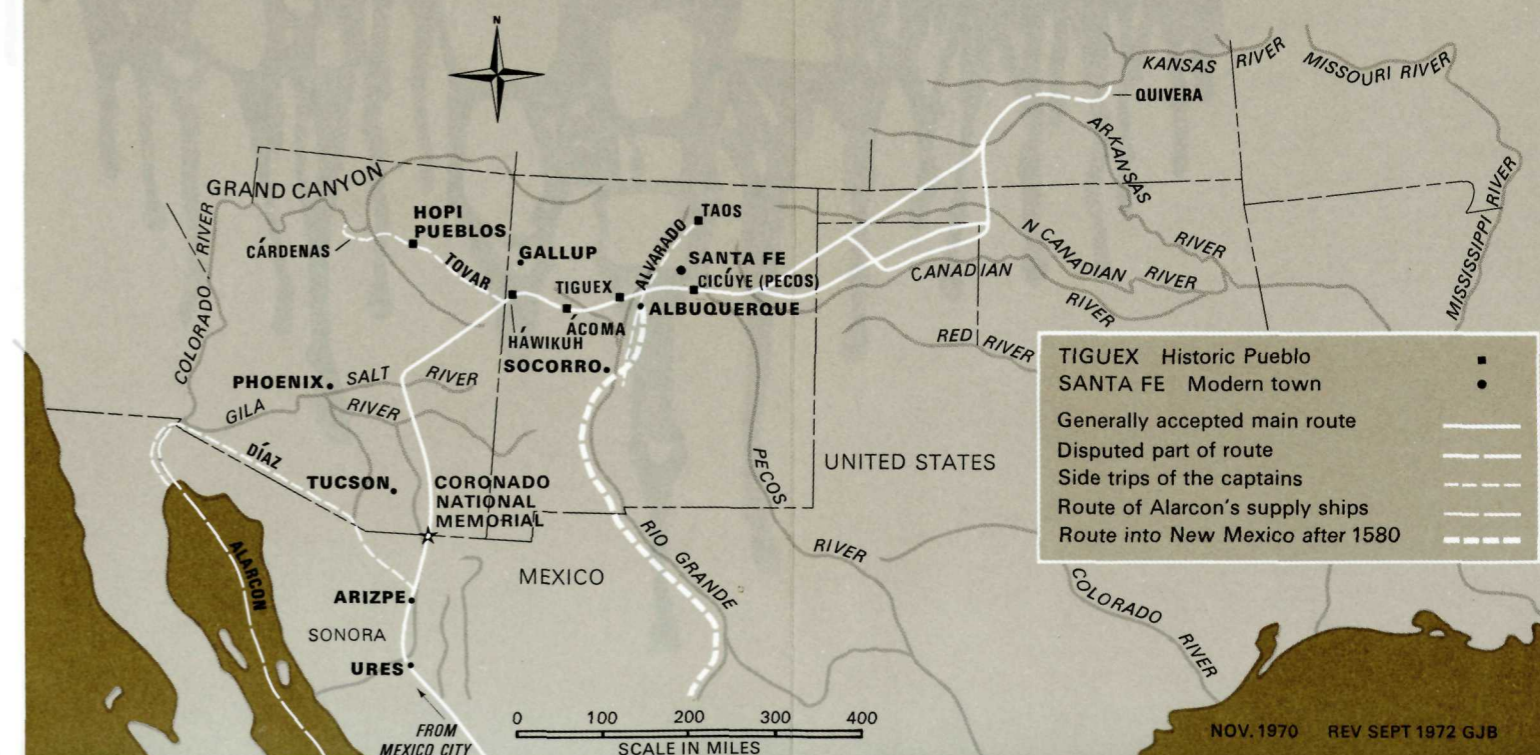 N
KANSAS RIVER
MISSOURI RIVER
QUIVERA
ARKANSAS
RIVER
GRAND CANYON
HOPI
PUEBLOS
CÁRDENAS
TOVAR
GALLUP
ALVARADO
TAOS
SANTA FE
CICÚYE (PECOS)
TIGUEX
ALBUQUERQUE
ÁCOMA
HÁWIKUH
SOCORRO
COLORADO RIVER
N CANADIAN RIVER
CANADIAN
RIVER
RED RIVER
MISSISSIPPI RIVER
PHOENIX
SALT RIVER
GILA
RIVER
DÍAZ
TUCSON
CORONADO
NATIONAL
MEMORIAL
PECOS
RIVER
UNITED STATES
RIO GRANDE
MEXICO
ALARCON
ARIZPE
SONORA
URES
FROM
MEXICO CITY
COLORADO
RIVER
TIGUEX Historic Pueblo
SANTA FE Modern town
Generally accepted main route
Disputed part of route
Side trips of the captains
Route of Alarcon's supply ships
Route into New Mexico after 1580
0 100 200 300 400
SCALE IN MILES
NOV. 1970 REV SEPT 1972 GJB